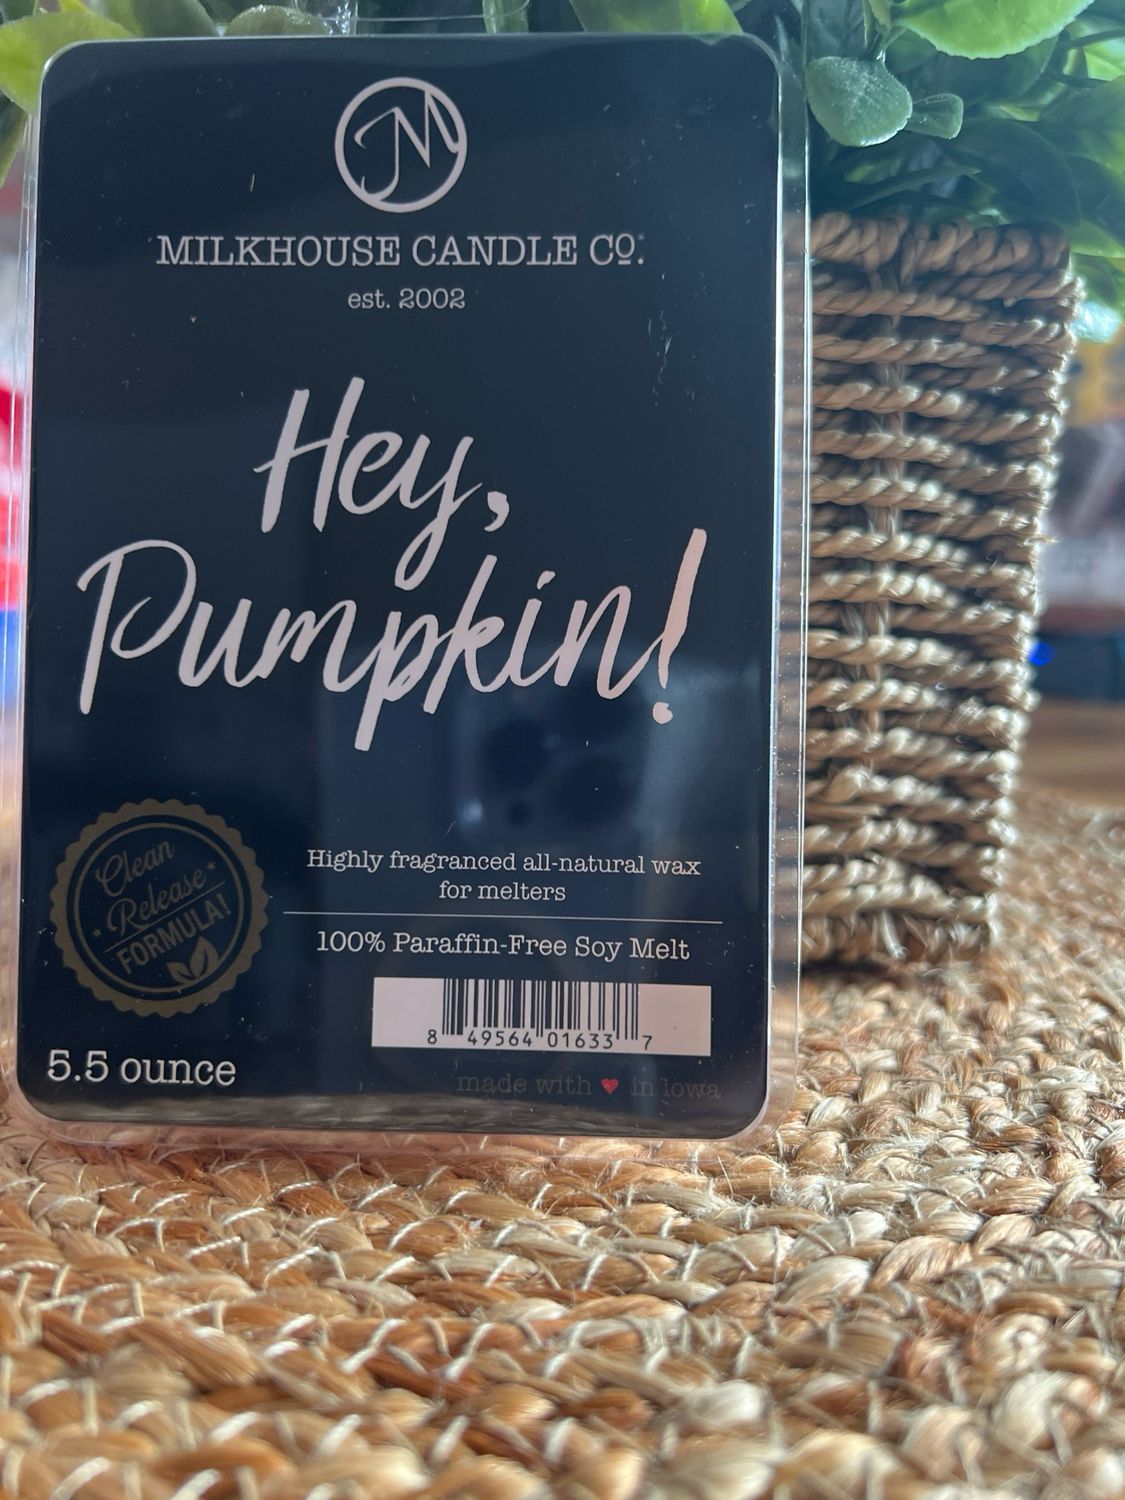 M
MILKHOUSE CANDLE CO.
est. 2002
Hey,
Pumpkin!
Clean
Release
FORMULA!
Highly fragranced all-natural wax
for melters
100% Paraffin-Free Soy Melt
8 49564 01633 7
5.5 ounce
made with ♥ in iowa